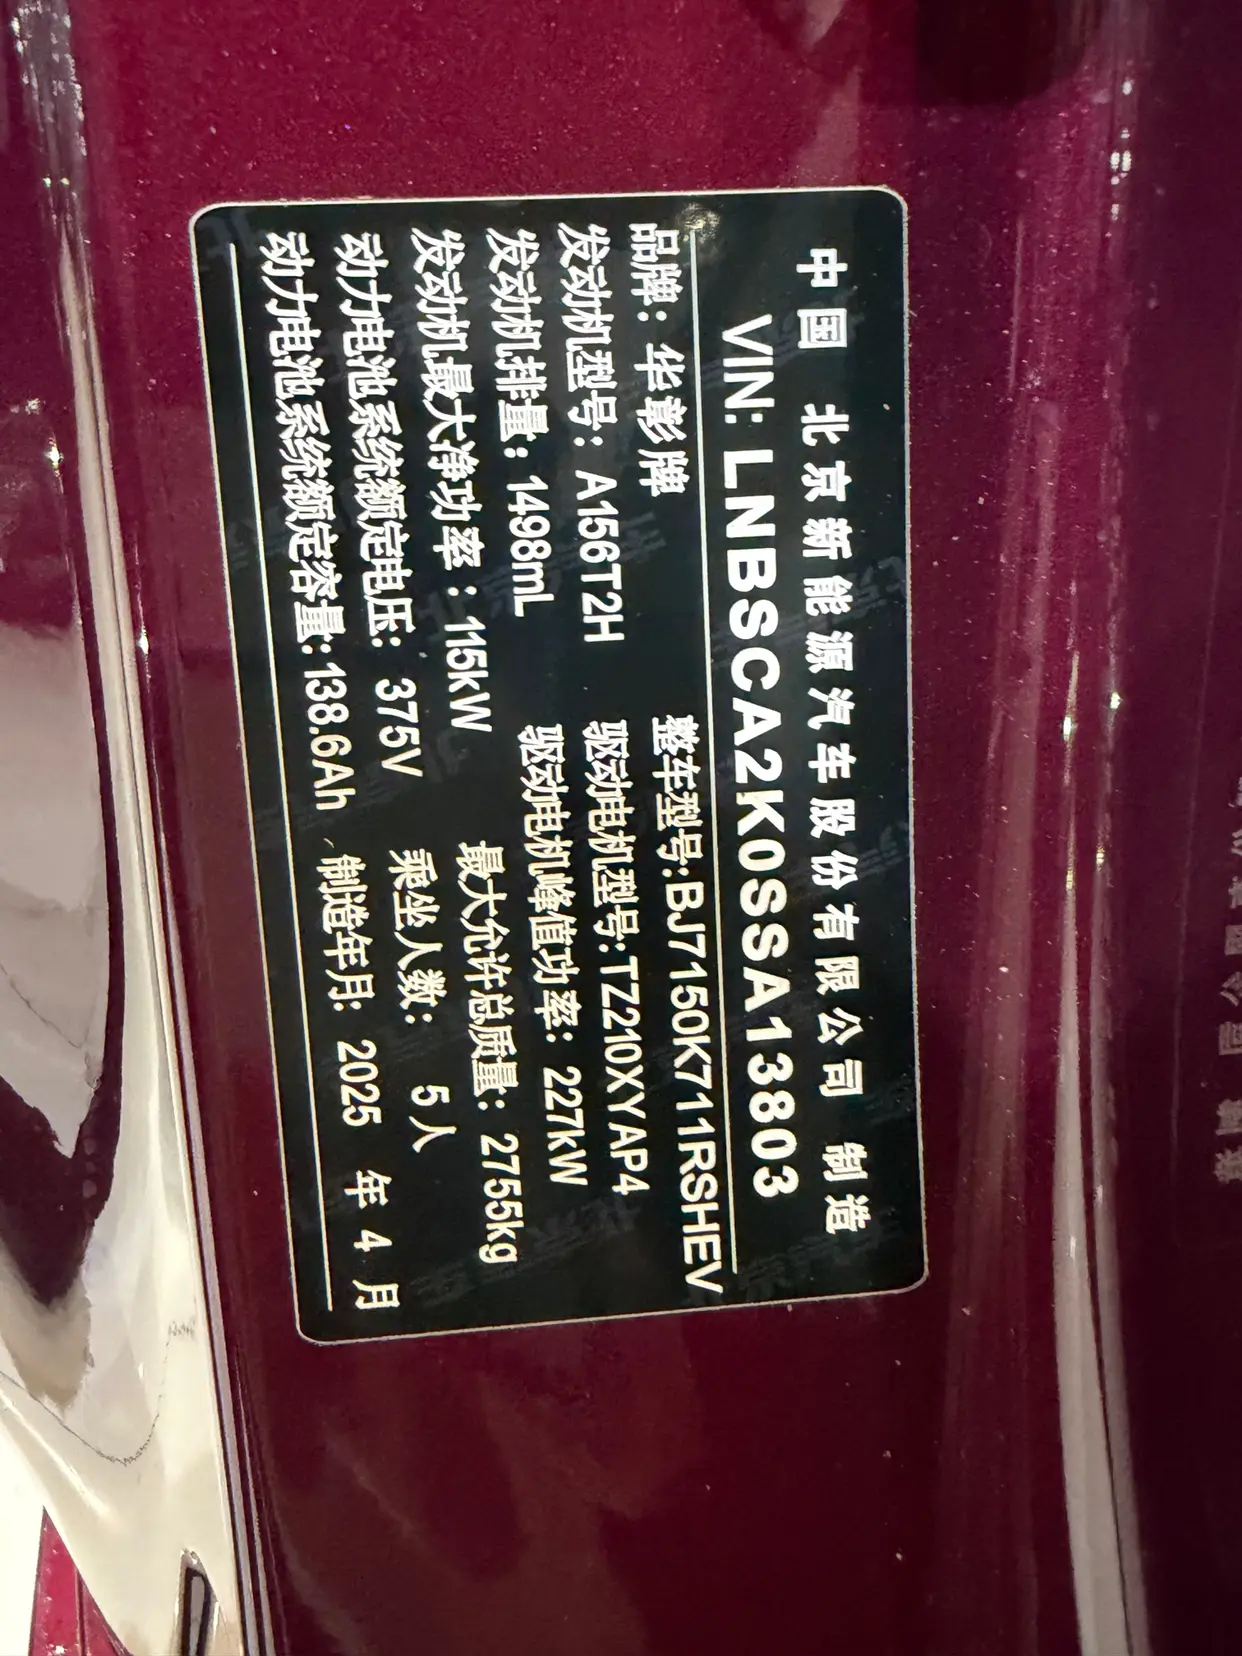 中国 北京新能源汽车股份有限公司 制造
VIN: LNBSCA2K0SSA13803
品牌: 华彰牌 整车型号:BJ7150K711RSHEV
发动机型号: A156T2H 驱动电机型号:TZ210XYAP4
发动机排量: 1498mL 驱动电机峰值功率: 227kW
发动机最大净功率: 115kW 最大允许总质量: 2755kg
动力电池系统额定电压: 375V 乘坐人数: 5人
动力电池系统额定容量:138.6Ah 制造年月: 2025 年 4 月